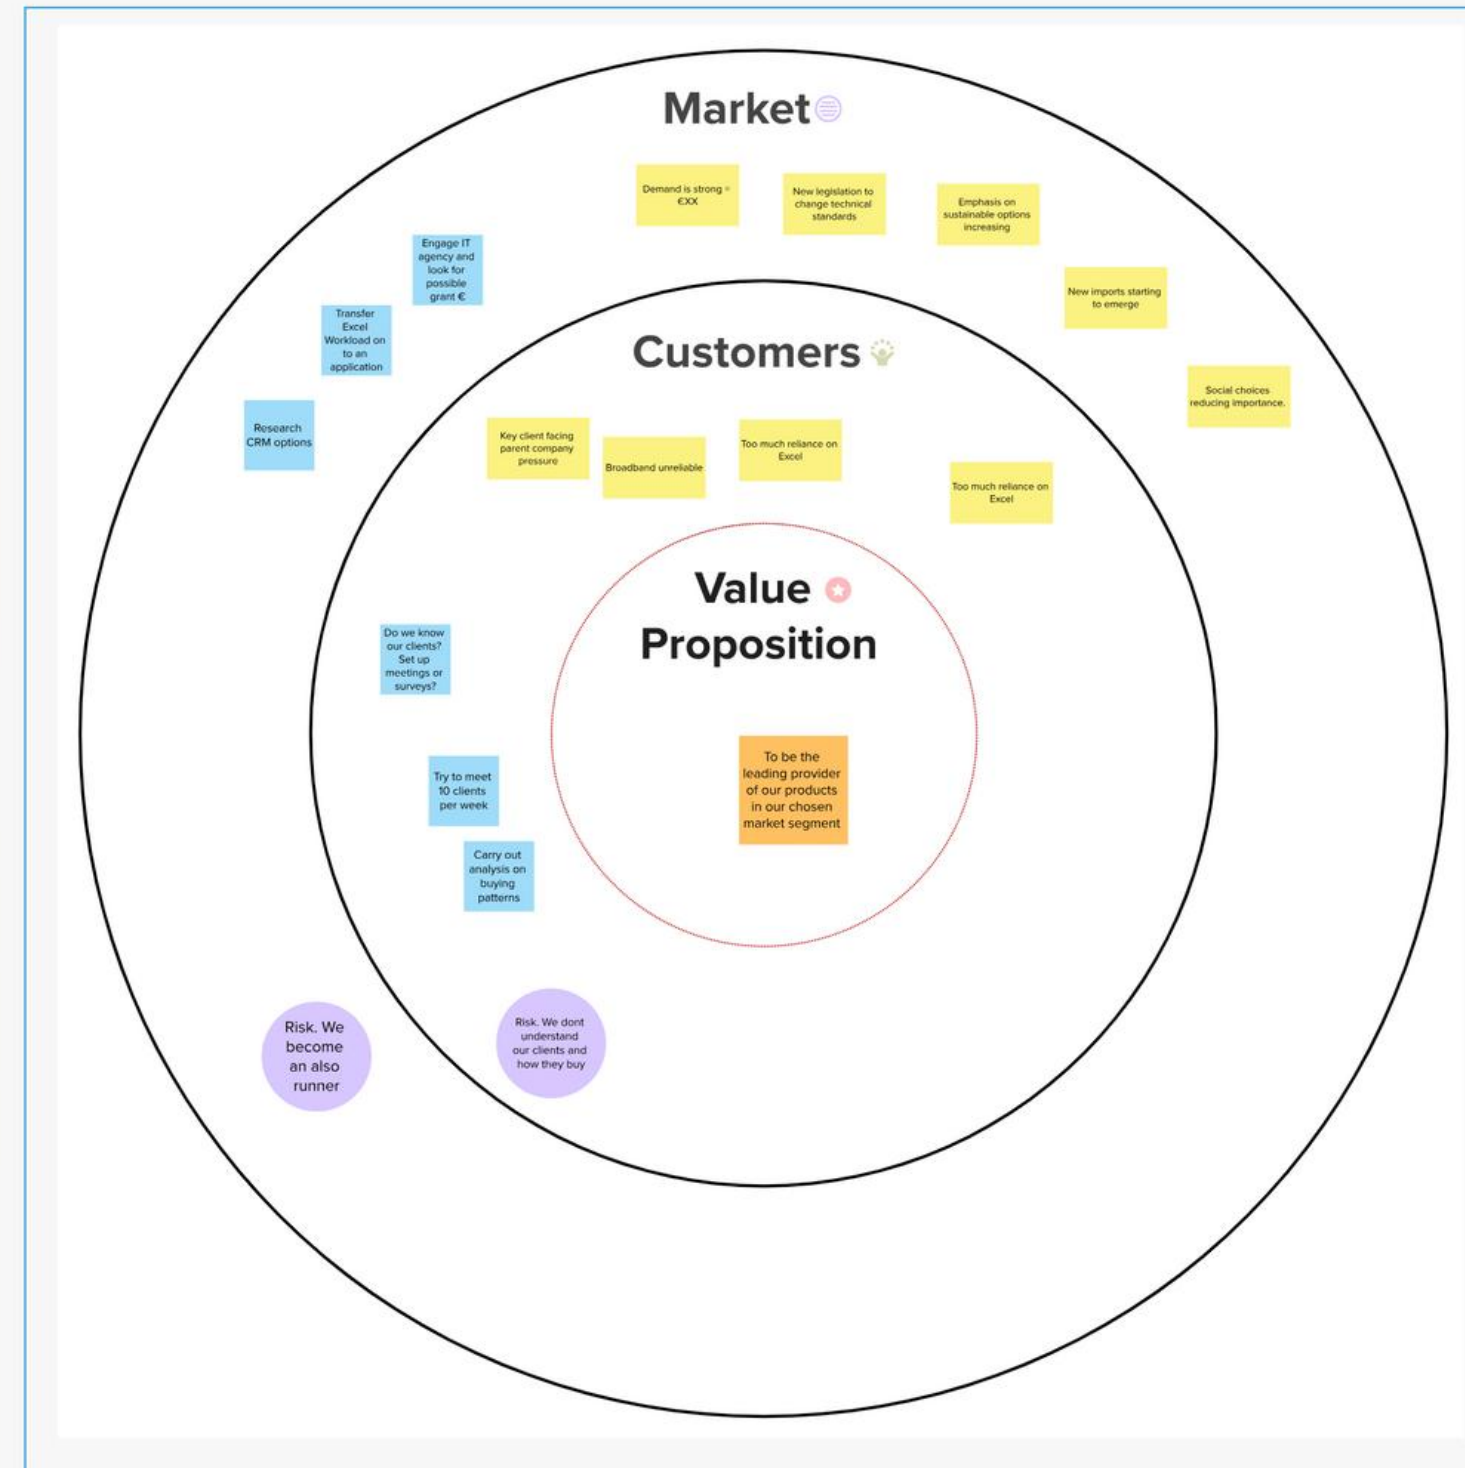 Market
Demand is strong =
€XX
New legislation to
change technical
standards
Emphasis on
sustainable options
increasing
Engage IT
agency and
look for
possible
grant €
New imports starting
to emerge
Transfer
Excel
Workload on
to an
application
Social choices
reducing importance.
Research
CRM options
Customers
Key client facing
parent company
pressure
Broadband unreliable
Too much reliance on
Excel
Too much reliance on
Excel
Value
Proposition
Do we know
our clients?
Set up
meetings or
surveys?
To be the
leading provider
of our products
in our chosen
market segment
Try to meet
10 clients
per week
Carry out
analysis on
buying
patterns
Risk. We
become
an also
runner
Risk. We dont
understand
our clients and
how they buy